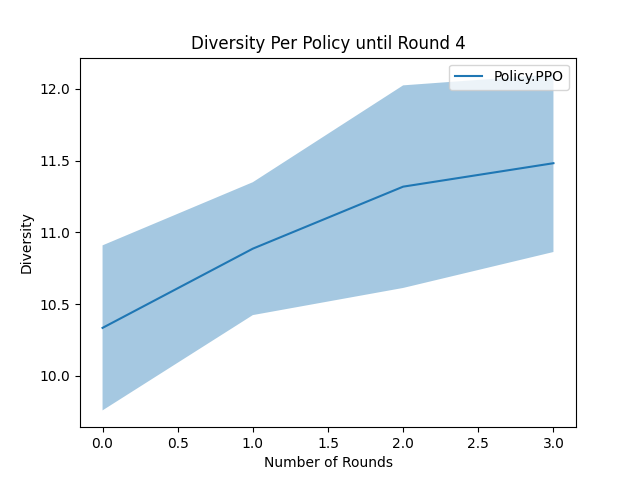 Diversity Per Policy until Round 4
Policy.PPO
12.0
11.5
11.0
10.5
10.0
Diversity
0.0 0.5 1.0 1.5 2.0 2.5 3.0
Number of Rounds